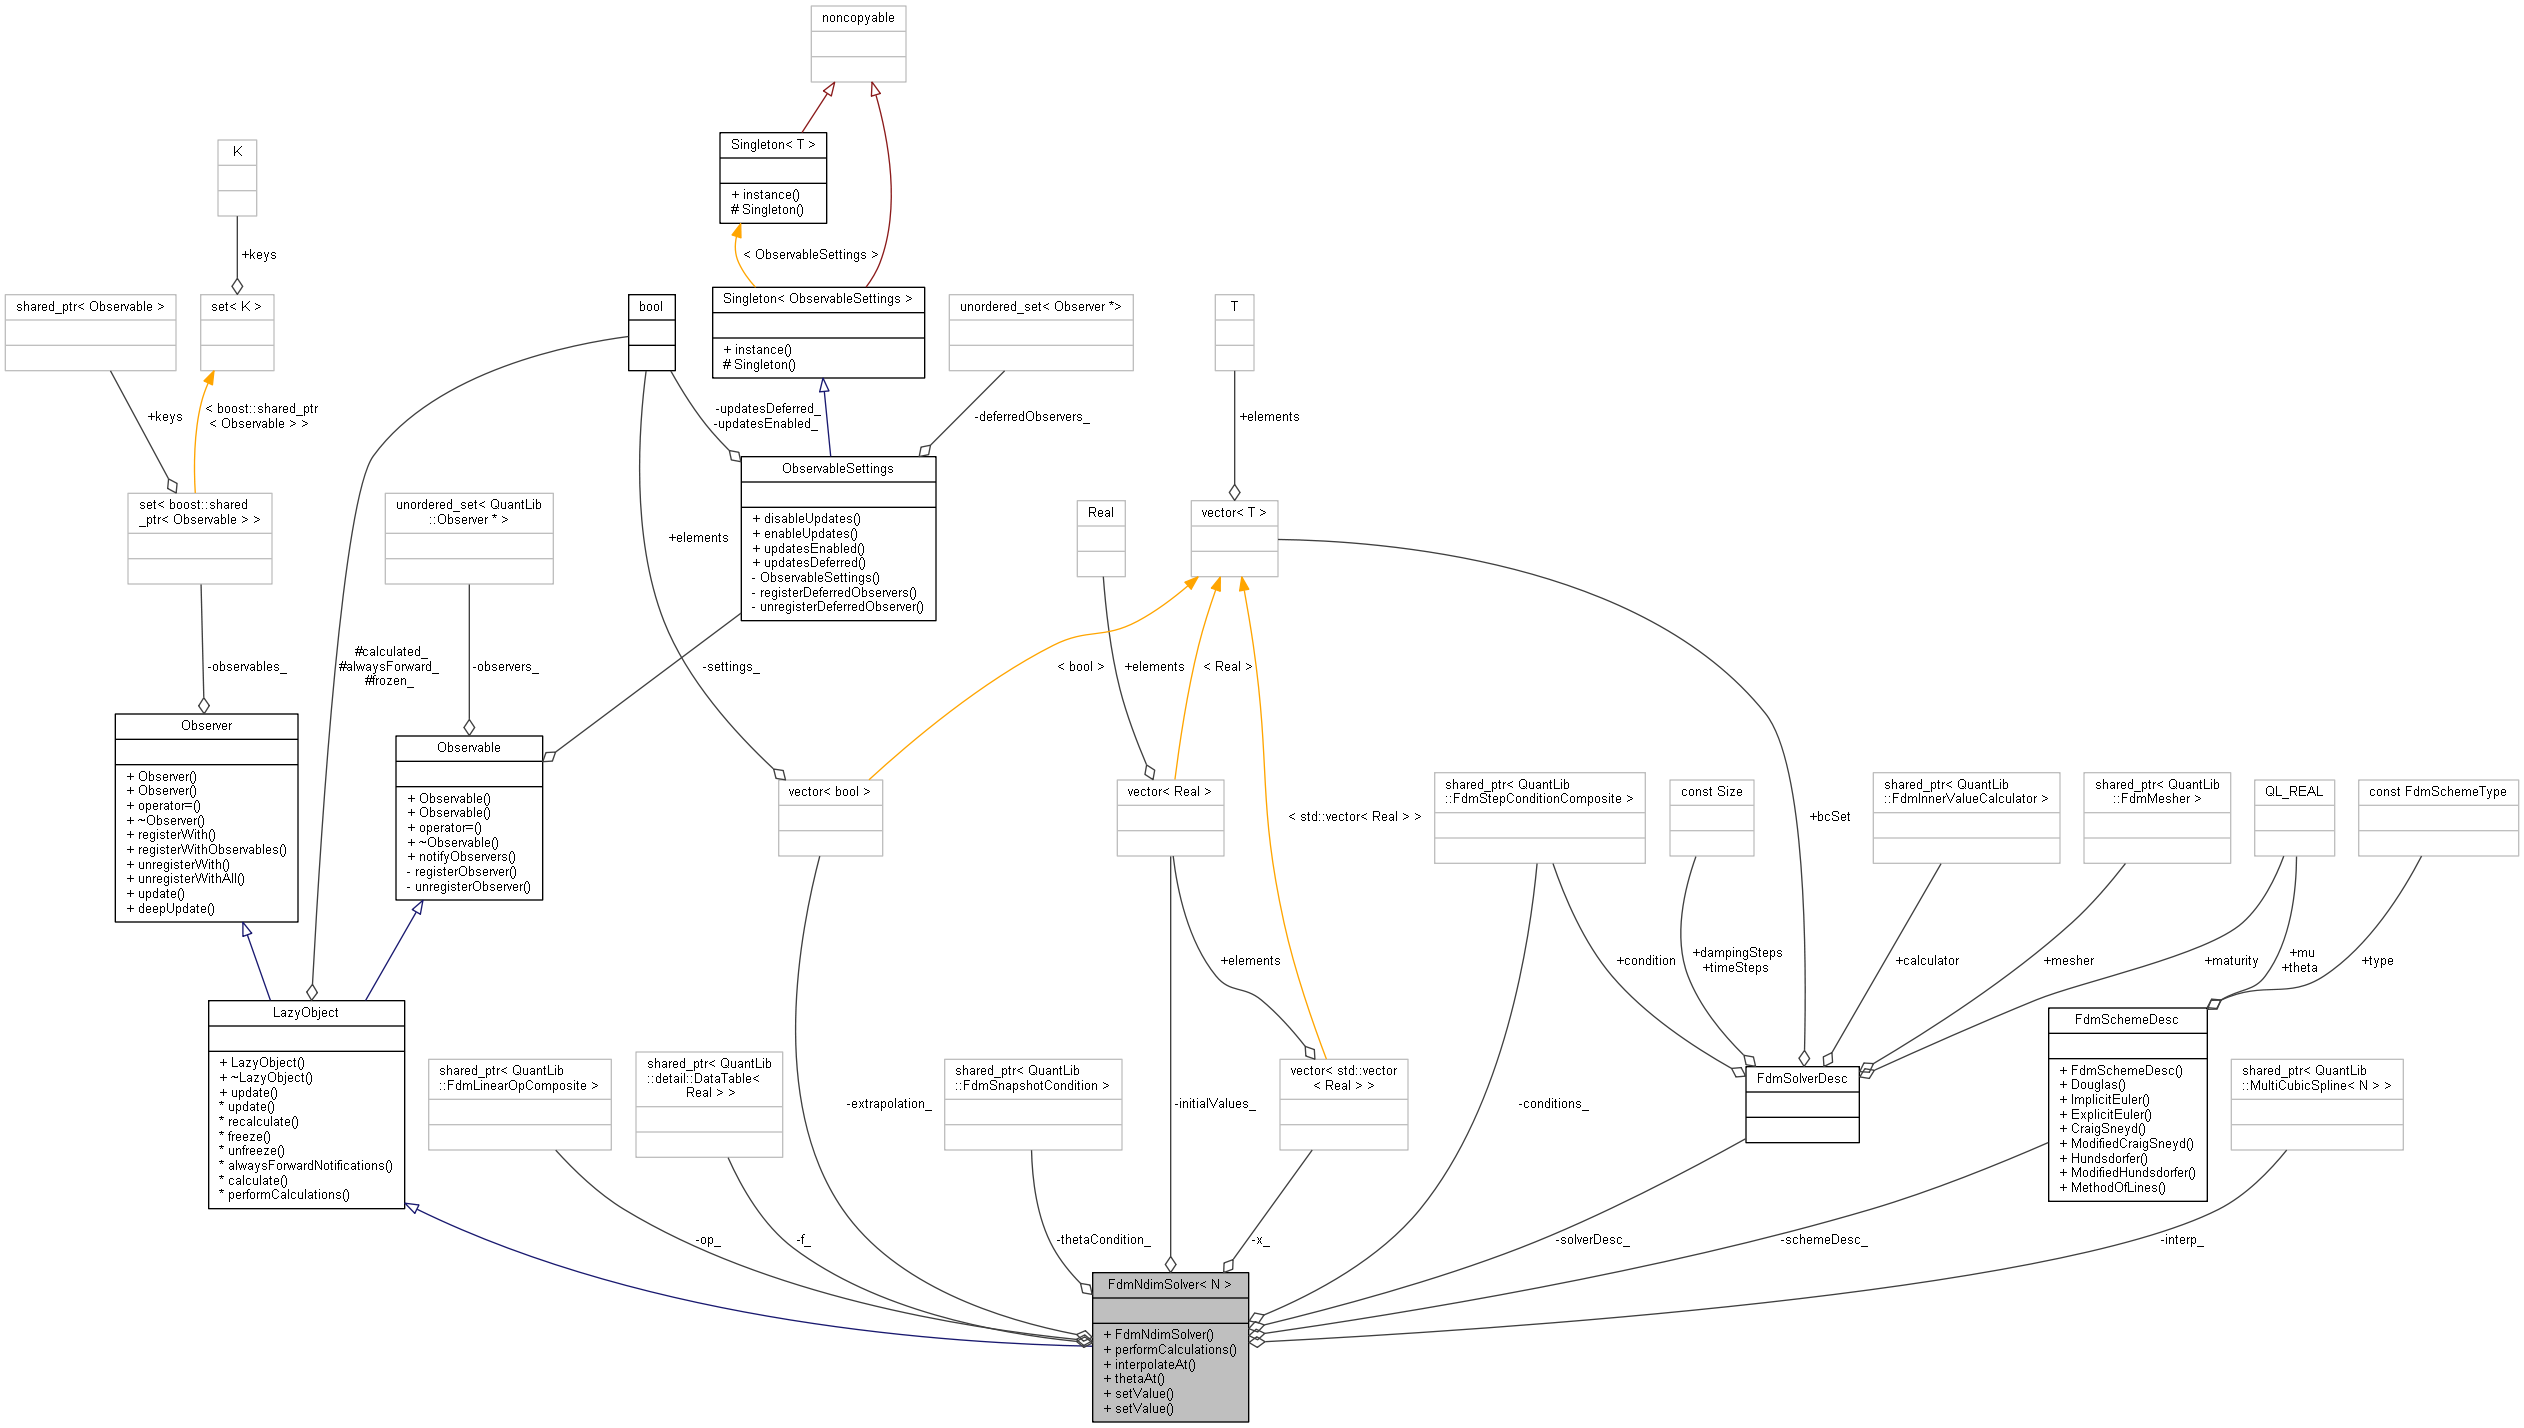 noncopyable
Singleton< T >
+ instance()
# Singleton()
K
+keys
< ObservableSettings >
shared_ptr< Observable >
set< K >
bool
Singleton< ObservableSettings >
+ instance()
# Singleton()
unordered_set< Observer *>
T
+keys
< boost::shared_ptr
< Observable > >
-updatesDeferred_
-updatesEnabled_
-deferredObservers_
+elements
set< boost::shared
_ptr< Observable > >
unordered_set< QuantLib
::Observer * >
+elements
ObservableSettings
+ disableUpdates()
+ enableUpdates()
+ updatesEnabled()
+ updatesDeferred()
- ObservableSettings()
- registerDeferredObservers()
- unregisterDeferredObserver()
Real
vector< T >
-observables_
#calculated_
#alwaysForward_
#frozen_
-observers_
-settings_
< bool >
+elements
< Real >
Observer
+ Observer()
+ Observer()
+ operator=()
+ ~Observer()
+ registerWith()
+ registerWithObservables()
+ unregisterWith()
+ unregisterWithAll()
+ update()
+ deepUpdate()
Observable
+ Observable()
+ Observable()
+ operator=()
+ ~Observable()
+ notifyObservers()
- registerObserver()
- unregisterObserver()
vector< bool >
vector< Real >
< std::vector< Real > >
shared_ptr< QuantLib
::FdmStepConditionComposite >
const Size
+bcSet
shared_ptr< QuantLib
::FdmInnerValueCalculator >
shared_ptr< QuantLib
::FdmMesher >
QL_REAL
const FdmSchemeType
+elements
+condition
+dampingSteps
+timeSteps
+calculator
+mesher
+maturity
+mu
+theta
+type
LazyObject
+ LazyObject()
+ ~LazyObject()
+ update()
* update()
* recalculate()
* freeze()
* unfreeze()
* alwaysForwardNotifications()
* calculate()
* performCalculations()
shared_ptr< QuantLib
::FdmLinearOpComposite >
shared_ptr< QuantLib
::detail::DataTable<
Real > >
-extrapolation_
shared_ptr< QuantLib
::FdmSnapshotCondition >
-initialValues_
vector< std::vector
< Real > >
-conditions_
FdmSolverDesc
FdmSchemeDesc
+ FdmSchemeDesc()
+ Douglas()
+ ImplicitEuler()
+ ExplicitEuler()
+ CraigSneyd()
+ ModifiedCraigSneyd()
+ Hundsdorfer()
+ ModifiedHundsdorfer()
+ MethodOfLines()
shared_ptr< QuantLib
::MultiCubicSpline< N > >
-op_
-f_
-thetaCondition_
-x_
-solverDesc_
-schemeDesc_
-interp_
FdmNdimSolver< N >
+ FdmNdimSolver()
+ performCalculations()
+ interpolateAt()
+ thetaAt()
+ setValue()
+ setValue()